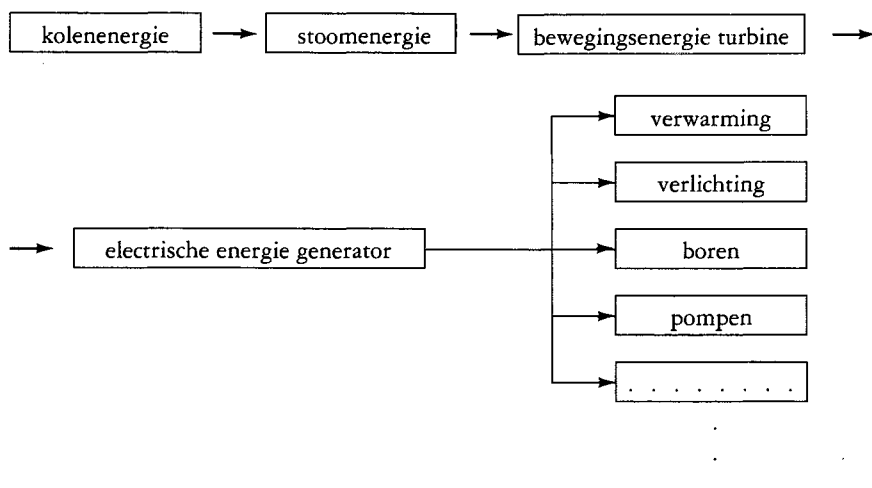 kolenenergie
stoomenergie
bewegingsenergie turbine
verwarming
verlichting
electrische energie generator
boren
pompen
. . . . . . . .
.
.